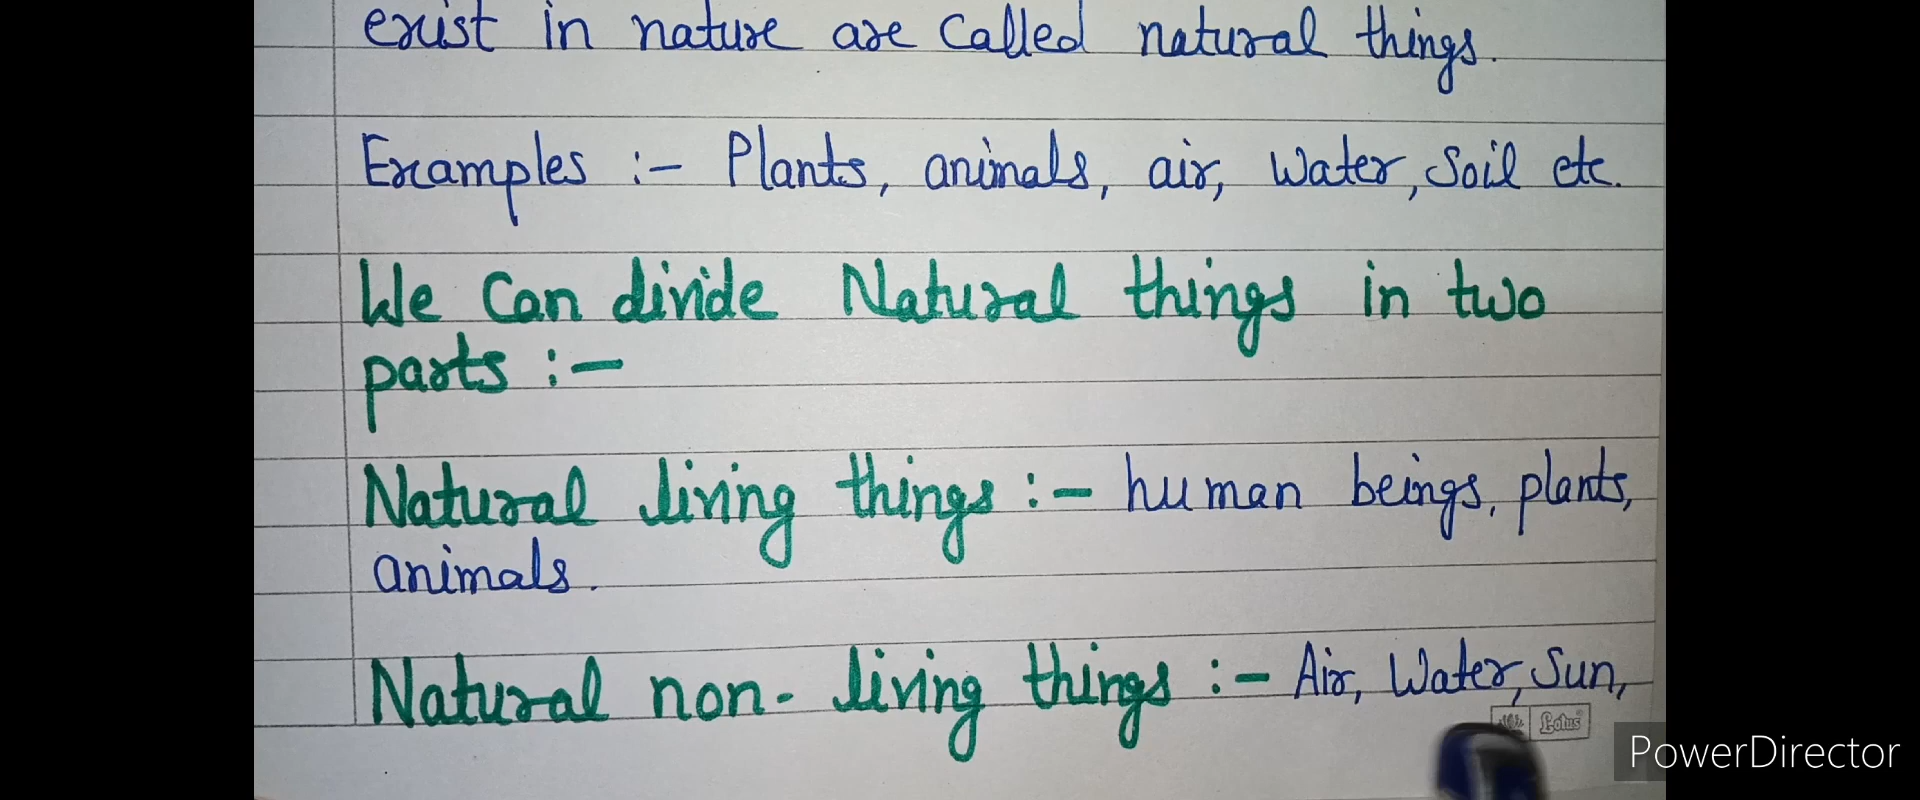 exist in nature are called natural things.
Examples :- Plants, animals, air, Water, Soil etc.
We Can divide Natural things in two
parts :-
Natural living things :- human beings, plants,
animals.
Natural non-living things :- Air, Water, Sun,
Lotus
PowerDirector